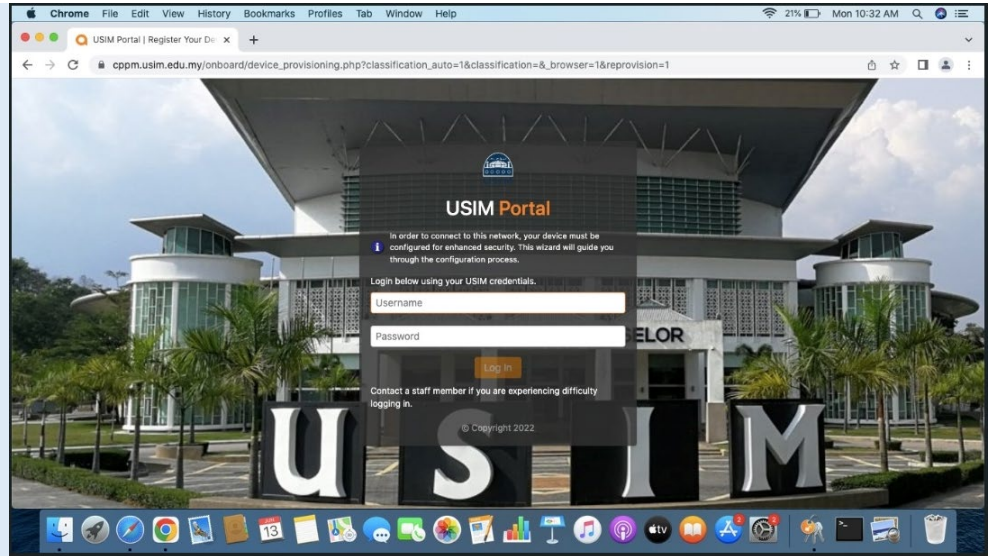 Chrome File Edit View History Bookmarks Profiles Tab Window Help 21% Mon 10:32 AM
USIM Portal | Register Your De
cppm.usim.edu.my/onboard/device_provisioning.php?classification_auto=1&classification=&_browser=1&reprovision=1
USIM Portal
In order to connect to this network, your device must be
configured for enhanced security. This wizard will guide you
through the configuration process.
Login below using your USIM credentials.
Username
Password
ELOR
Log In
Contact a staff member if you are experiencing difficulty
logging in.
© Copyright 2022
USIM
JUN
13
tv